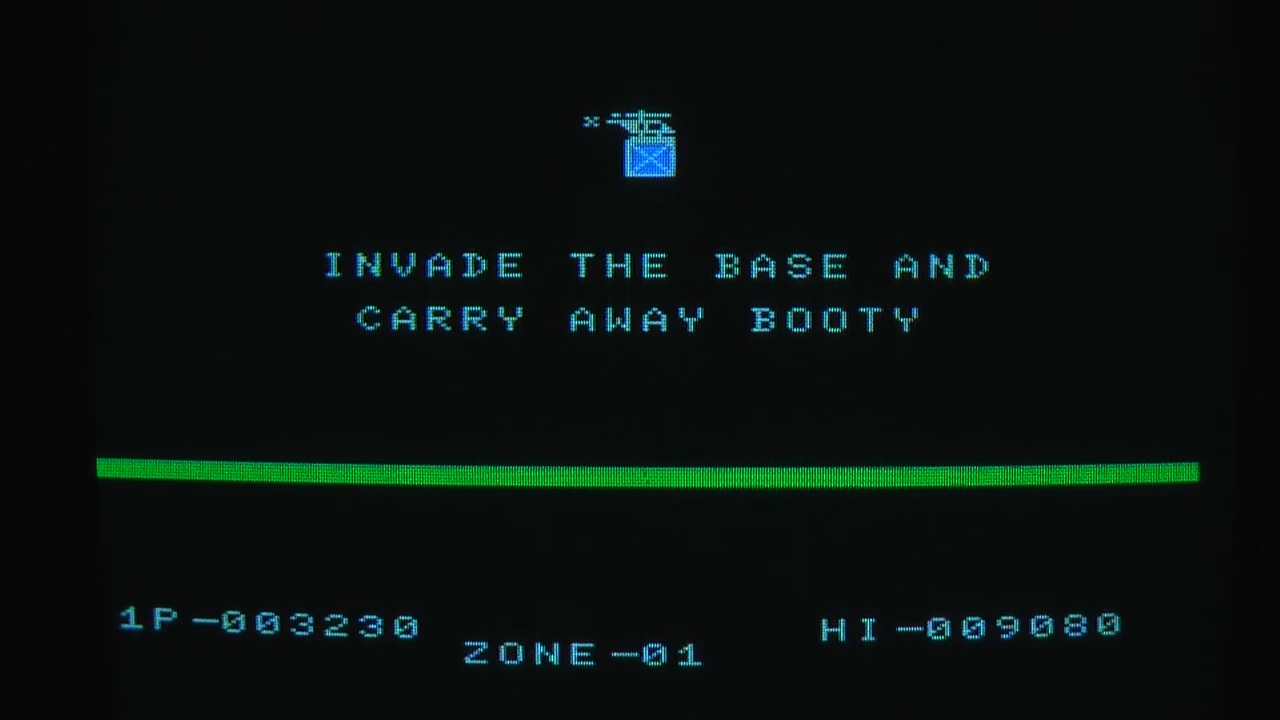 INVADE THE BASE AND
CARRY AWAY BOOTY
1P-003230
HI-009080
ZONE-01